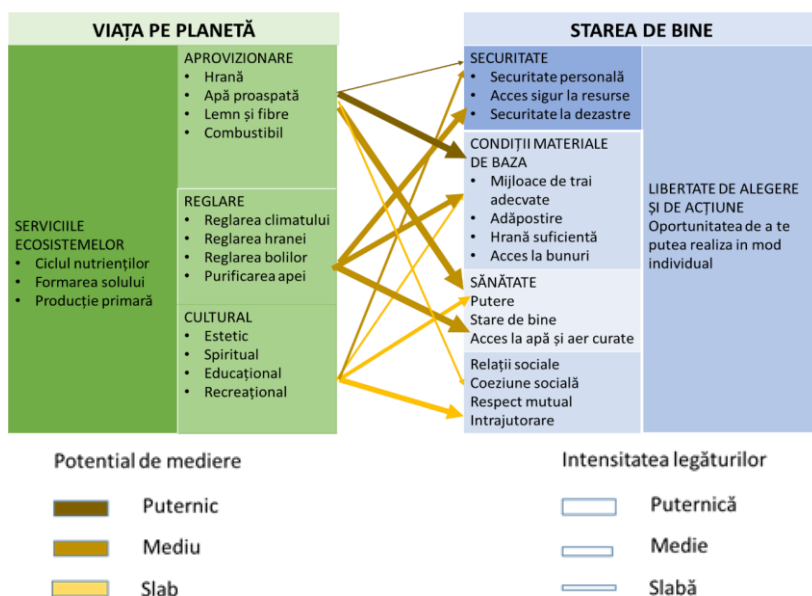 VIAȚA PE PLANETĂ
SERVICIILE
ECOSISTEMELOR
• Ciclul nutrienților
• Formarea solului
• Producție primară
APROVIZIONARE
• Hrană
• Apă proaspată
• Lemn și fibre
• Combustibil
REGLARE
• Reglarea climatului
• Reglarea hranei
• Reglarea bolilor
• Purificarea apei
CULTURAL
• Estetic
• Spiritual
• Educațional
• Recreațional
STAREA DE BINE
SECURITATE
• Securitate personală
• Acces sigur la resurse
• Securitate la dezastre
CONDIȚII MATERIALE
DE BAZA
• Mijloace de trai
adecvate
• Adăpostire
• Hrană suficientă
• Acces la bunuri
SĂNĂTATE
Putere
Stare de bine
Acces la apă și aer curate
Relații sociale
Coeziune socială
Respect mutual
Intrajutorare
LIBERTATE DE ALEGERE
ȘI DE ACȚIUNE
Oportunitatea de a te
putea realiza in mod
individual
Potential de mediere
Puternic
Mediu
Slab
Intensitatea legăturilor
Puternică
Medie
Slabă